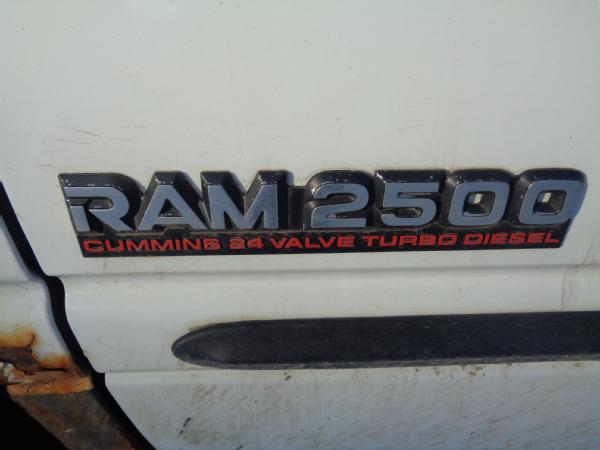 RAM 2500
CUMMINS 24 VALVE TURBO DIESEL